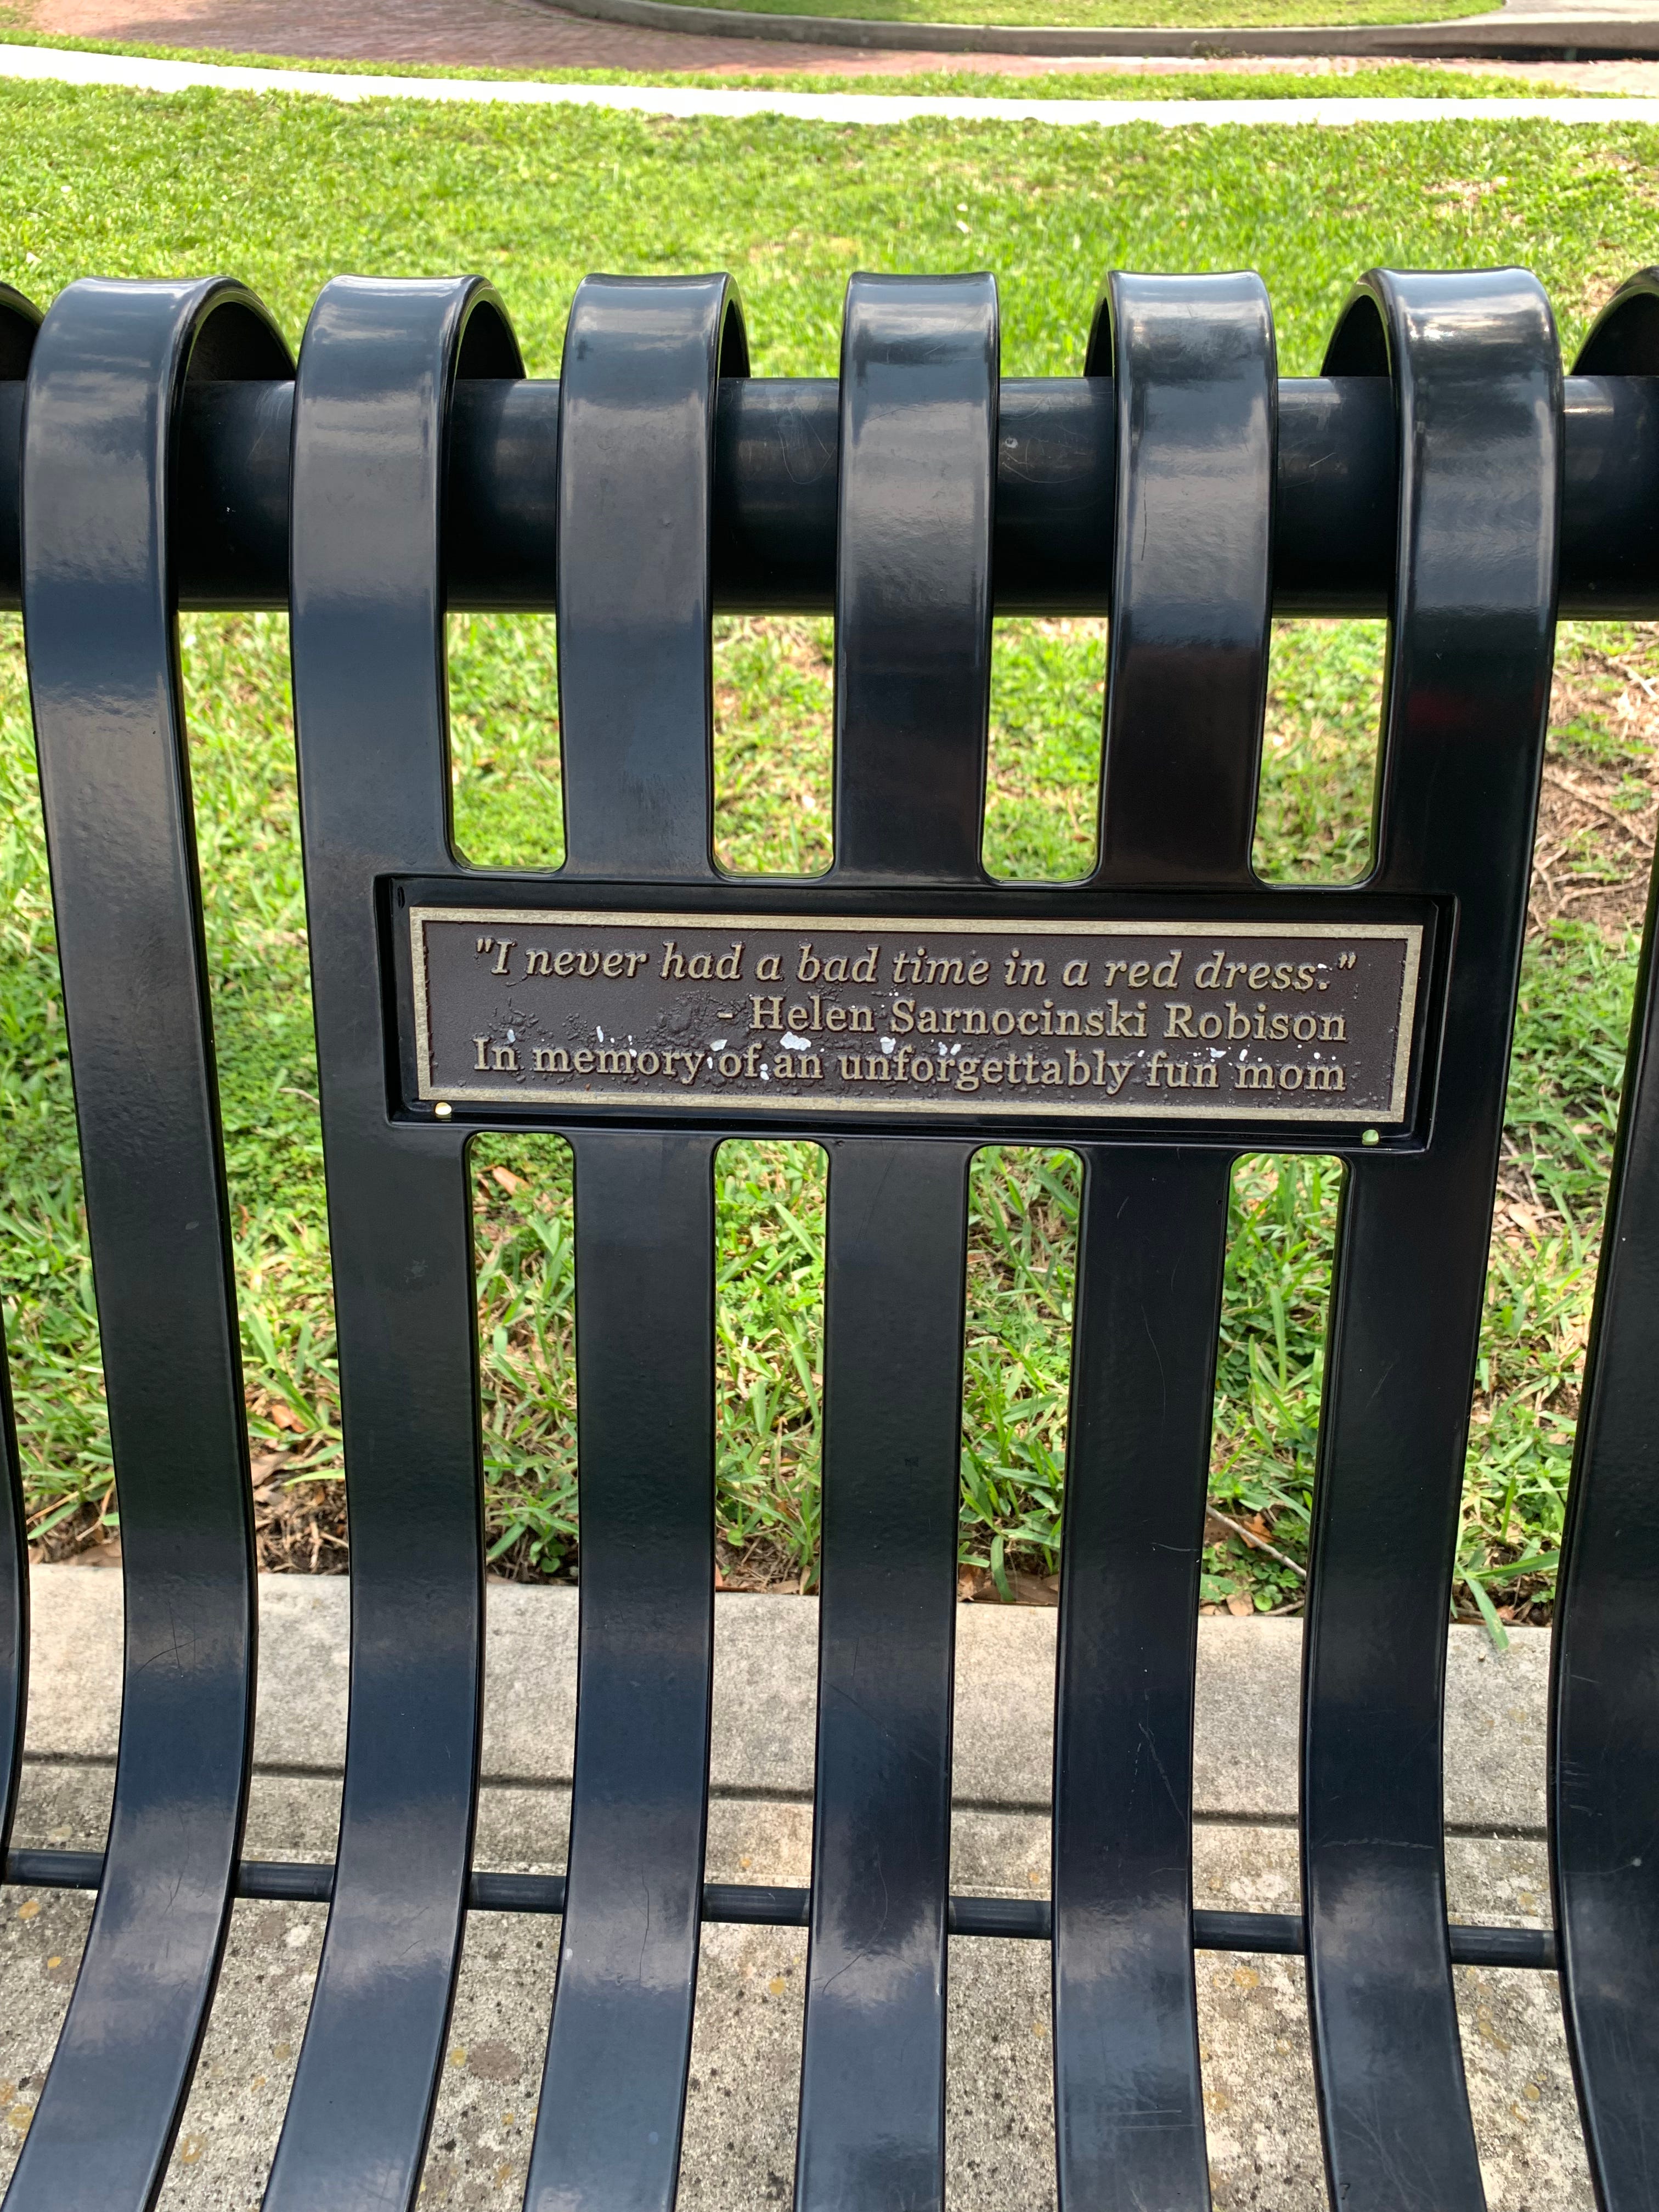 "I never had a bad time in a red dress."
- Helen Sarnocinski Robison
In memory of an unforgettably fun mom